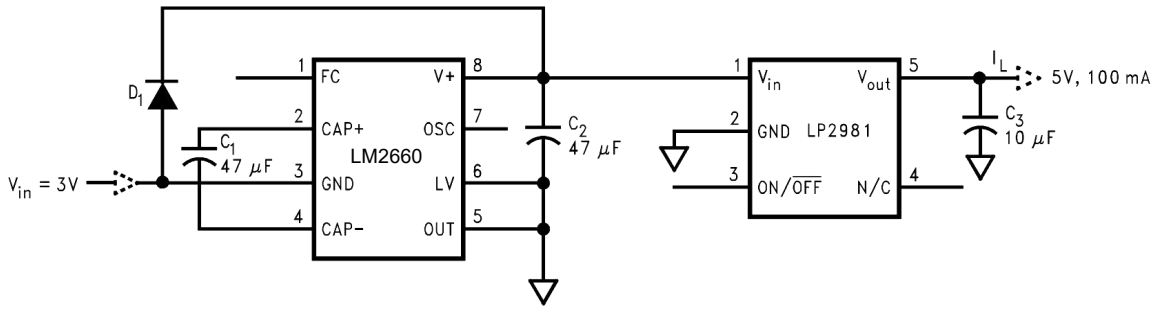 1 FC V+ 8
2 CAP+ OSC 7
LM2660
3 GND LV 6
4 CAP- OUT 5
D1
C1
47 μF
Vin = 3V
C2
47 μF
1 Vin Vout 5
2 GND LP2981
3 ON/O̅F̅F̅ N/C 4
IL
5V, 100 mA
C3
10 μF